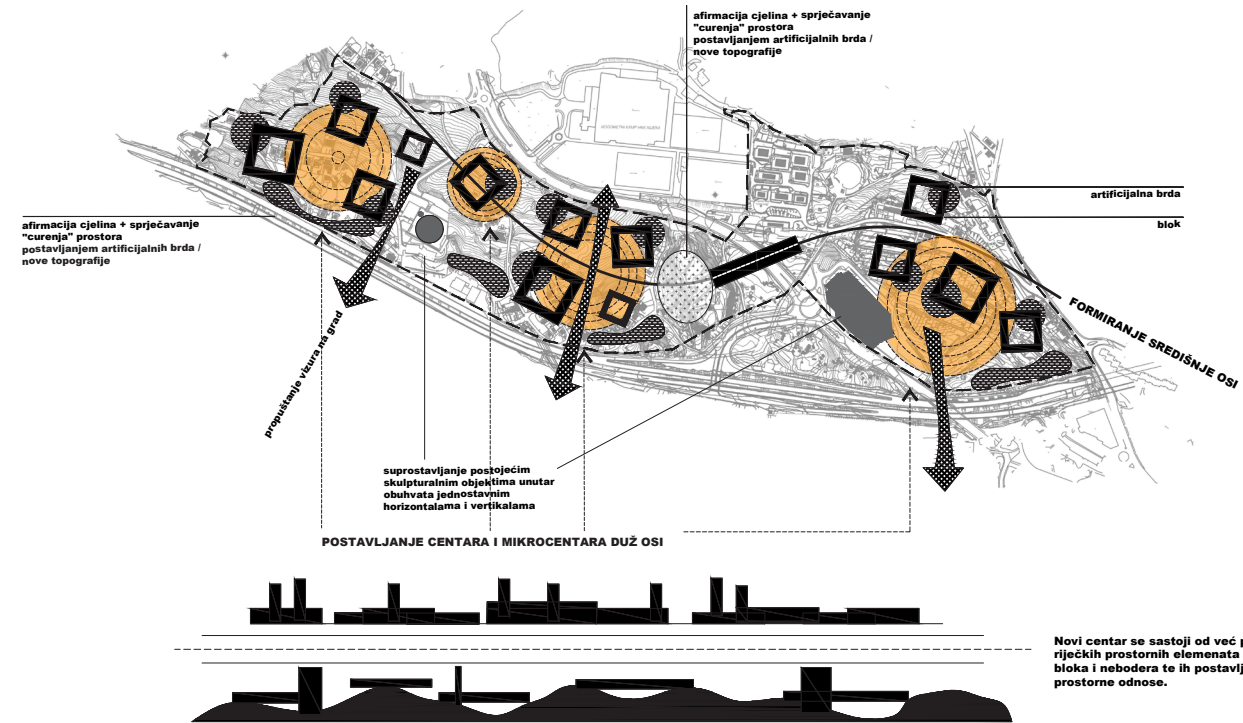 afirmacija cjelina + sprječavanje
"curenja" prostora
postavljanjem artificijalnih brda /
nove topografije
artificijalna brda
blok
afirmacija cjelina + sprječavanje
"curenja" prostora
postavljanjem artificijalnih brda /
nove topografije
propuštanje vizura na grad
FORMIRANJE SREDIŠNJE OSI
suprostavljanje postojećim
skulpturalnim objektima unutar
obuhvata jednostavnim
horizontalama i vertikalama
POSTAVLJANJE CENTARA I MIKROCENTARA DUŽ OSI
Novi centar se sastoji od već p
riječkih prostornih elemenata
bloka i nebodera te ih postavlj
prostorne odnose.